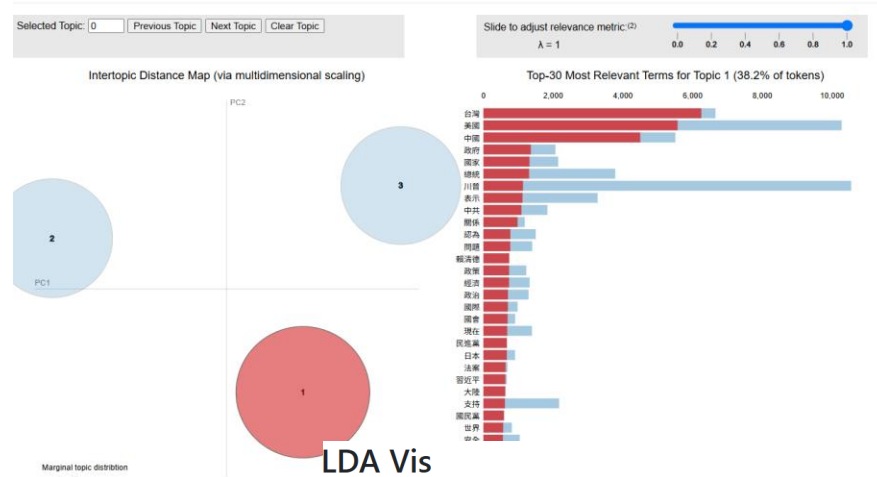 Selected Topic: 0 Previous Topic Next Topic Clear Topic
Slide to adjust relevance metric:(2)
λ = 1
0.0 0.2 0.4 0.6 0.8 1.0
Intertopic Distance Map (via multidimensional scaling)
PC2
PC1
3
2
1
Marginal topic distribtion
Top-30 Most Relevant Terms for Topic 1 (38.2% of tokens)
0 2,000 4,000 6,000 8,000 10,000
台灣
美國
中國
政府
國家
總統
川普
表示
中共
關係
認為
問題
賴清德
政策
經濟
政治
國際
國會
現在
民進黨
日本
法案
習近平
大陸
支持
國民黨
世界
安全
LDA Vis